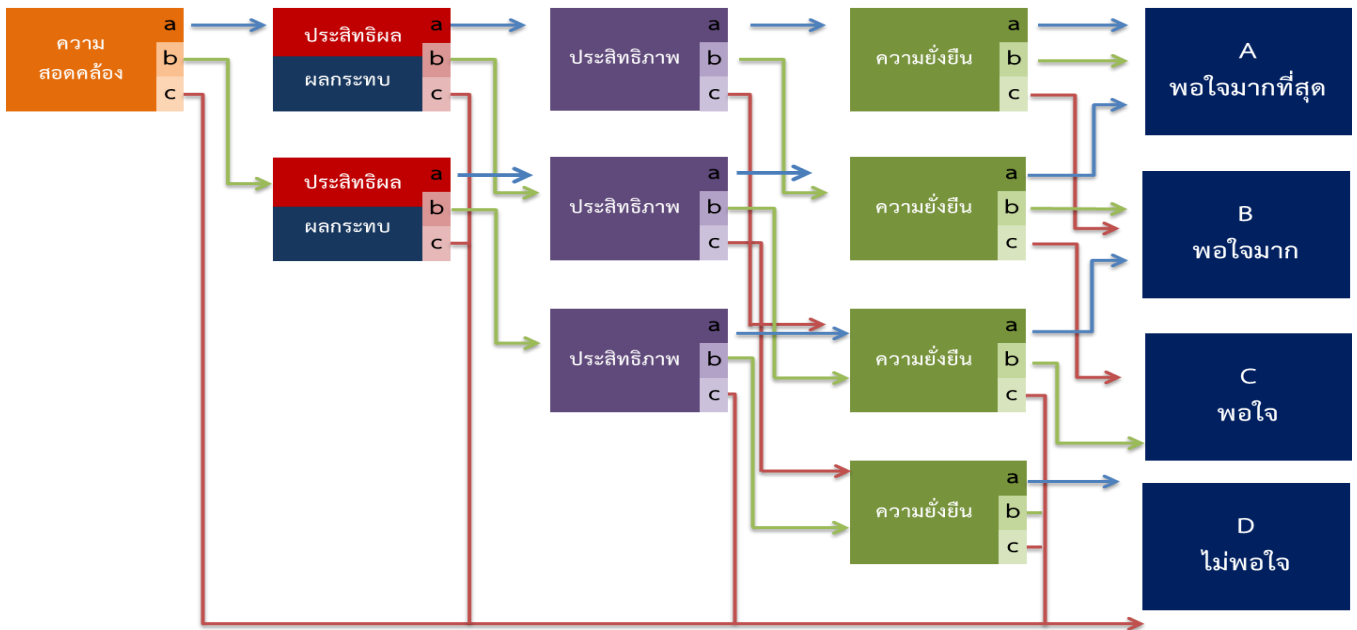 ความ
สอดคล้อง
a
b
c
ประสิทธิผล
ผลกระทบ
a
b
c
ประสิทธิภาพ
a
b
c
ความยั่งยืน
a
b
c
A
พอใจมากที่สุด
ประสิทธิผล
ผลกระทบ
a
b
c
ประสิทธิภาพ
a
b
c
ความยั่งยืน
a
b
c
B
พอใจมาก
ประสิทธิภาพ
a
b
c
ความยั่งยืน
a
b
c
C
พอใจ
ความยั่งยืน
a
b
c
D
ไม่พอใจ